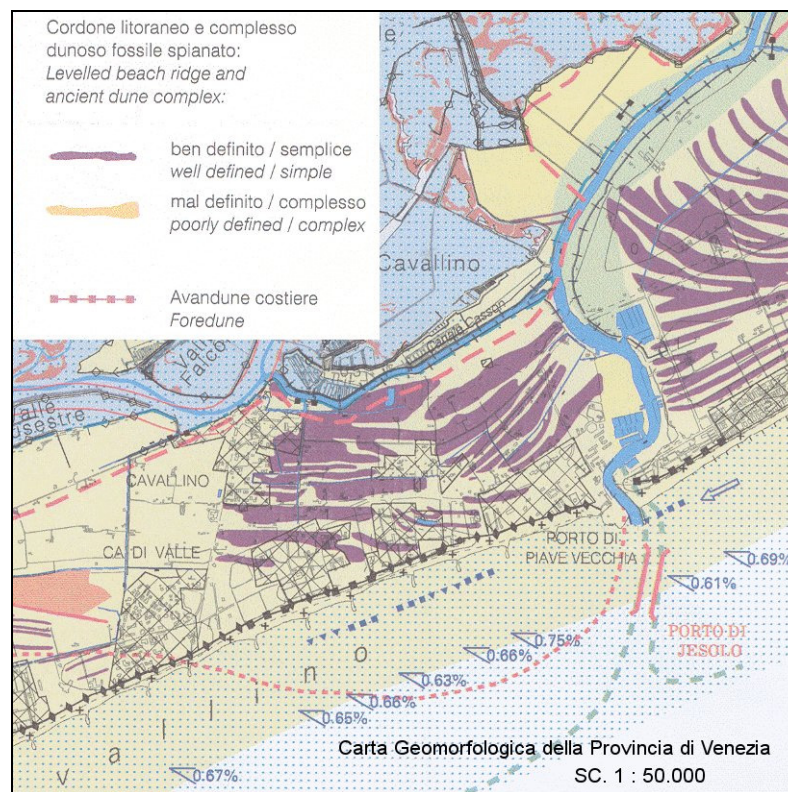 Cordone litoraneo e complesso
dunoso fossile spianato:
Levelled beach ridge and
ancient dune complex:
ben definito / semplice
well defined / simple
mal definito / complesso
poorly defined / complex
Avandune costiere
Foredune
Cavallino
Canale Casson
CAVALLINO
CA' DI VALLE
PORTO DI
PIAVE VECCHIA
0.69%
0.61%
PORTO DI
JESOLO
0.75%
0.66%
0.63%
0.66%
0.65%
0.67%
v a l l i n o
Carta Geomorfologica della Provincia di Venezia
SC. 1 : 50.000